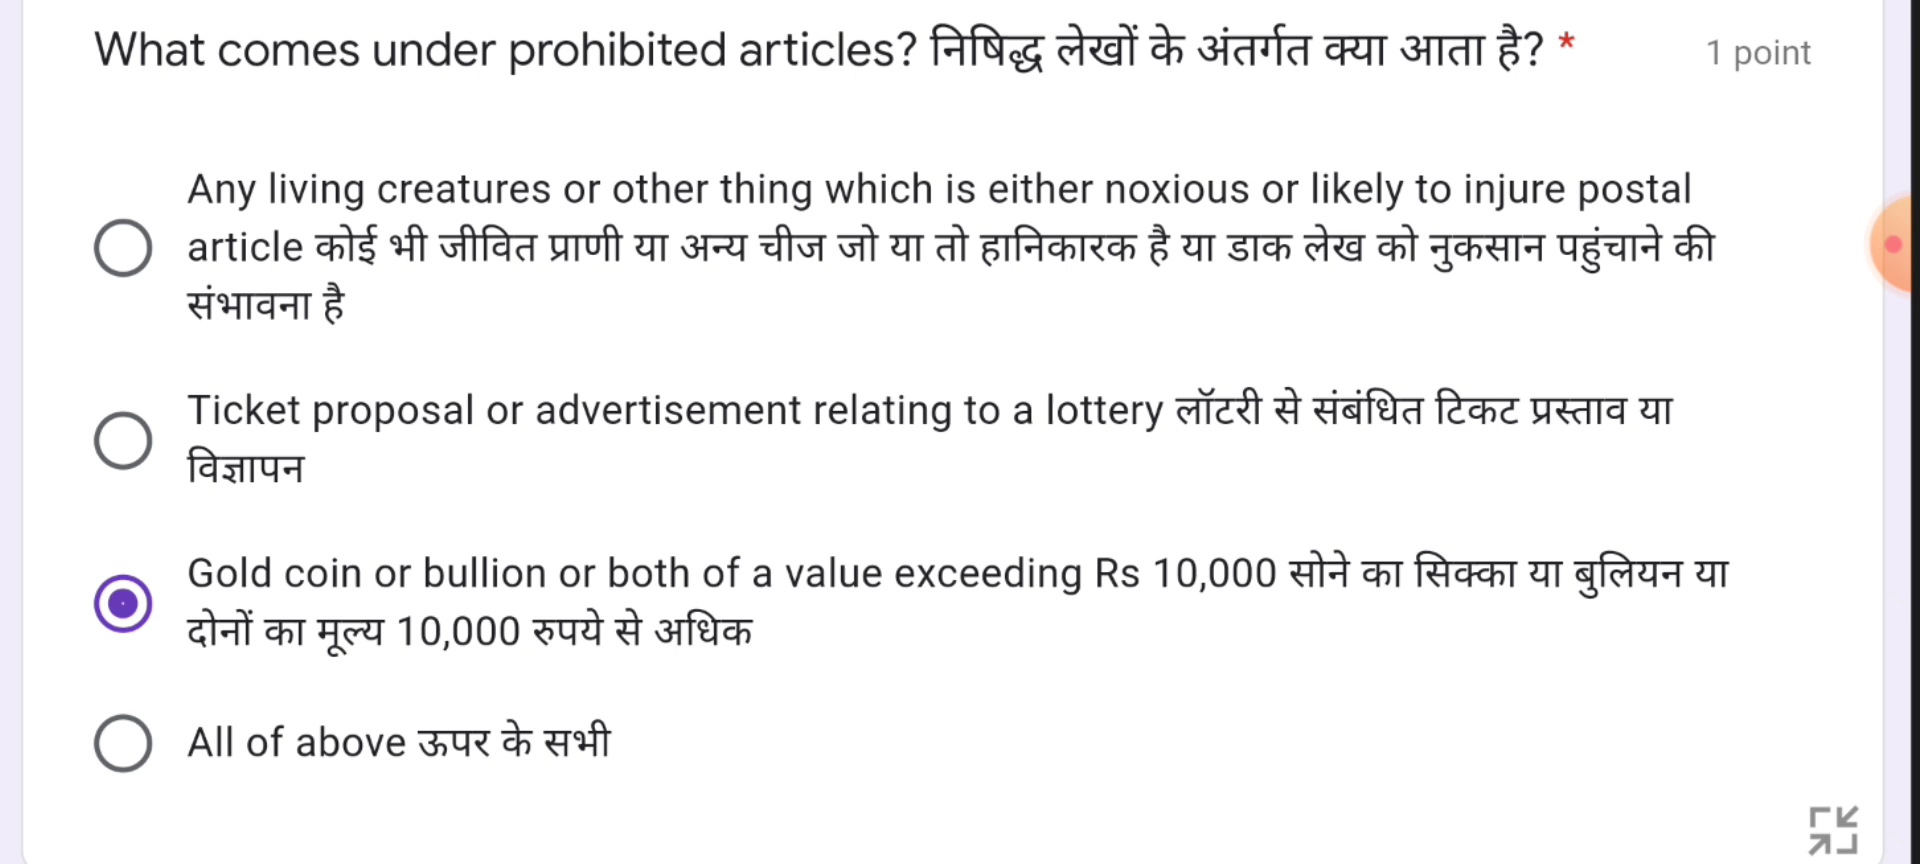 What comes under prohibited articles? निषिद्ध लेखों के अंतर्गत क्या आता है? *
1 point
Any living creatures or other thing which is either noxious or likely to injure postal
article कोई भी जीवित प्राणी या अन्य चीज जो या तो हानिकारक है या डाक लेख को नुकसान पहुंचाने की
संभावना है
Ticket proposal or advertisement relating to a lottery लॉटरी से संबंधित टिकट प्रस्ताव या
विज्ञापन
Gold coin or bullion or both of a value exceeding Rs 10,000 सोने का सिक्का या बुलियन या
दोनों का मूल्य 10,000 रुपये से अधिक
All of above ऊपर के सभी